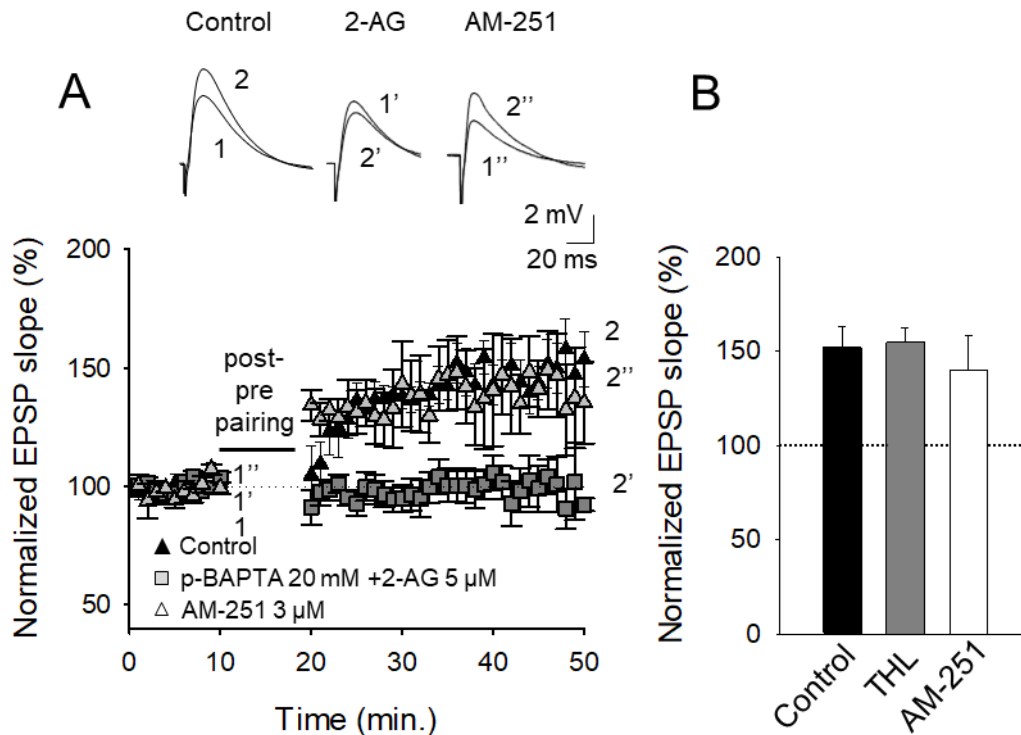 Control 2-AG AM-251
A
2
1
1’
2’
2’’
1’’
2 mV
20 ms
Normalized EPSP slope (%)
200
150
100
50
post-
pre
pairing
2
2’’
2’
1’’
1’
1
Control
p-BAPTA 20 mM +2-AG 5 µM
AM-251 3 µM
0 10 20 30 40 50
Time (min.)
B
Normalized EPSP slope (%)
200
150
100
50
0
Control
THL
AM-251